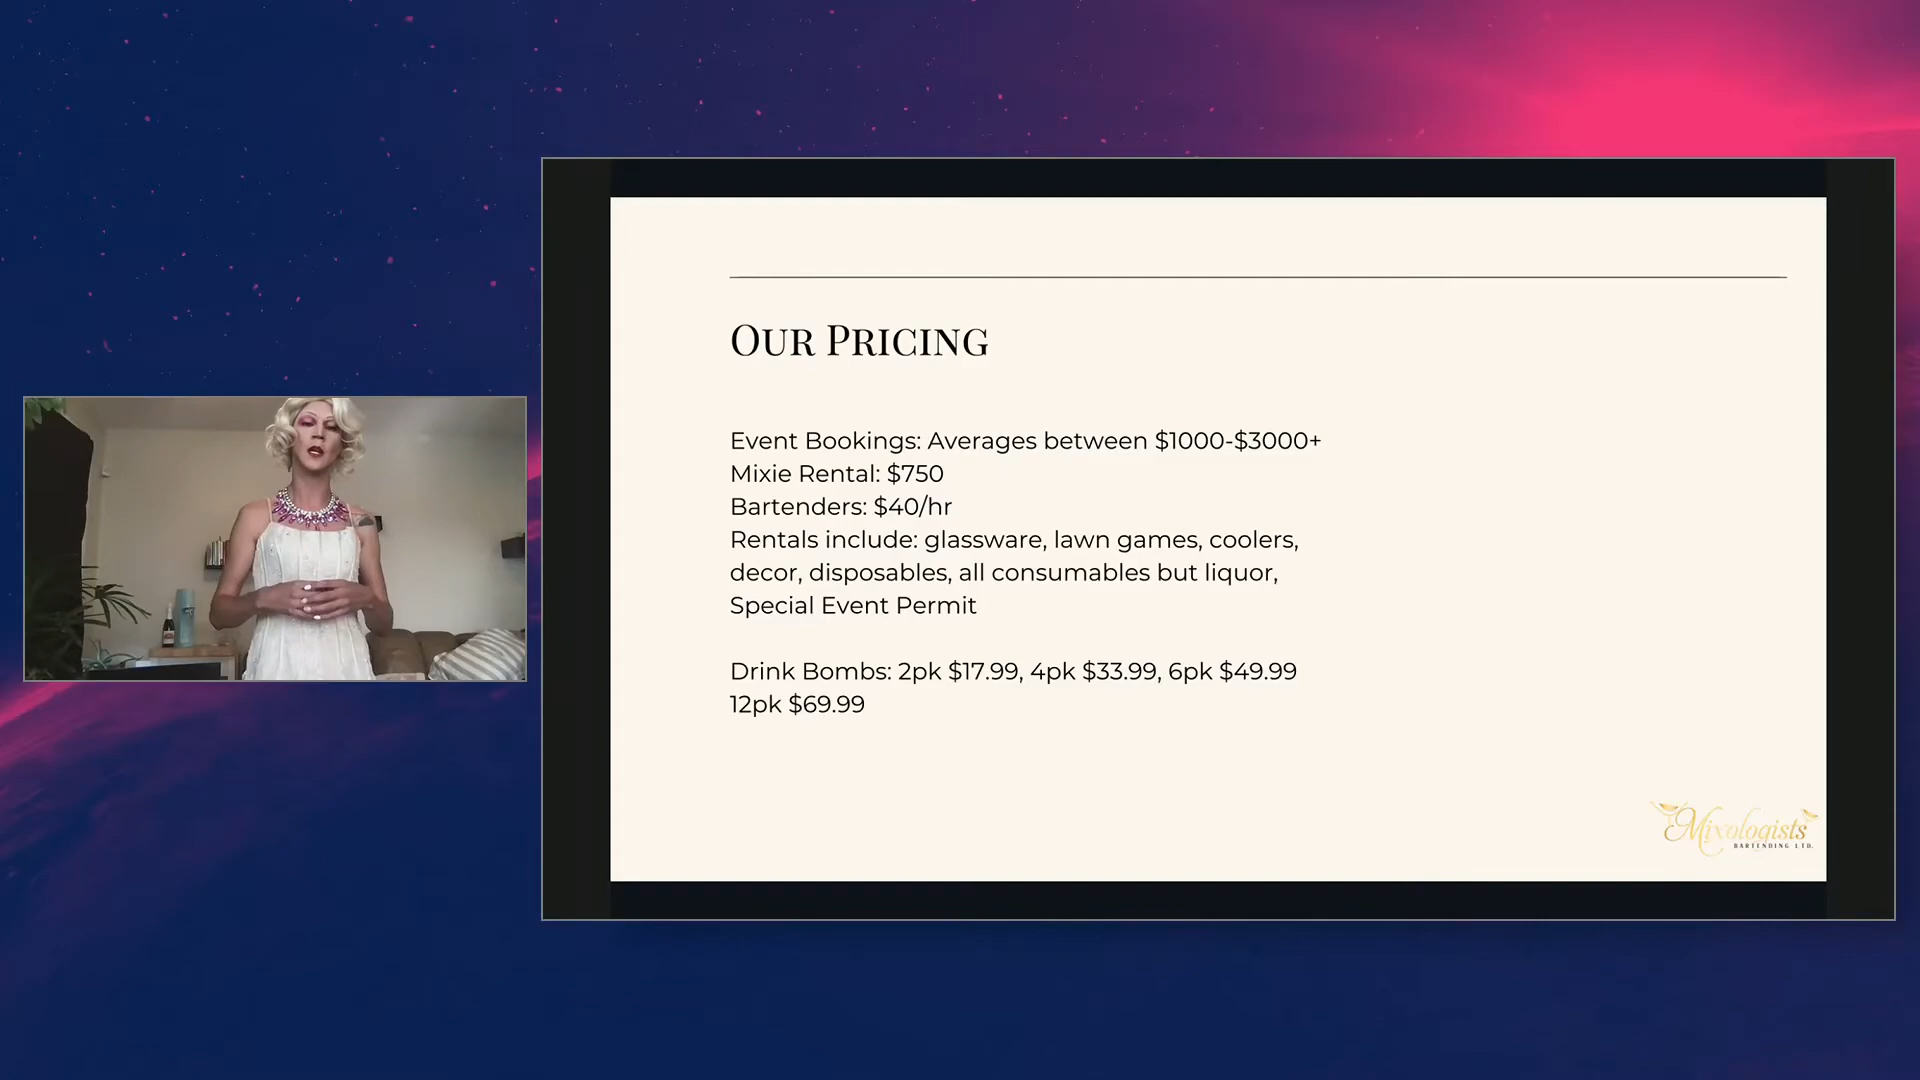 OUR PRICING
Event Bookings: Averages between $1000-$3000+
Mixie Rental: $750
Bartenders: $40/hr
Rentals include: glassware, lawn games, coolers,
decor, disposables, all consumables but liquor,
Special Event Permit
Drink Bombs: 2pk $17.99, 4pk $33.99, 6pk $49.99
12pk $69.99
Mixologists
BARTENDING LTD.